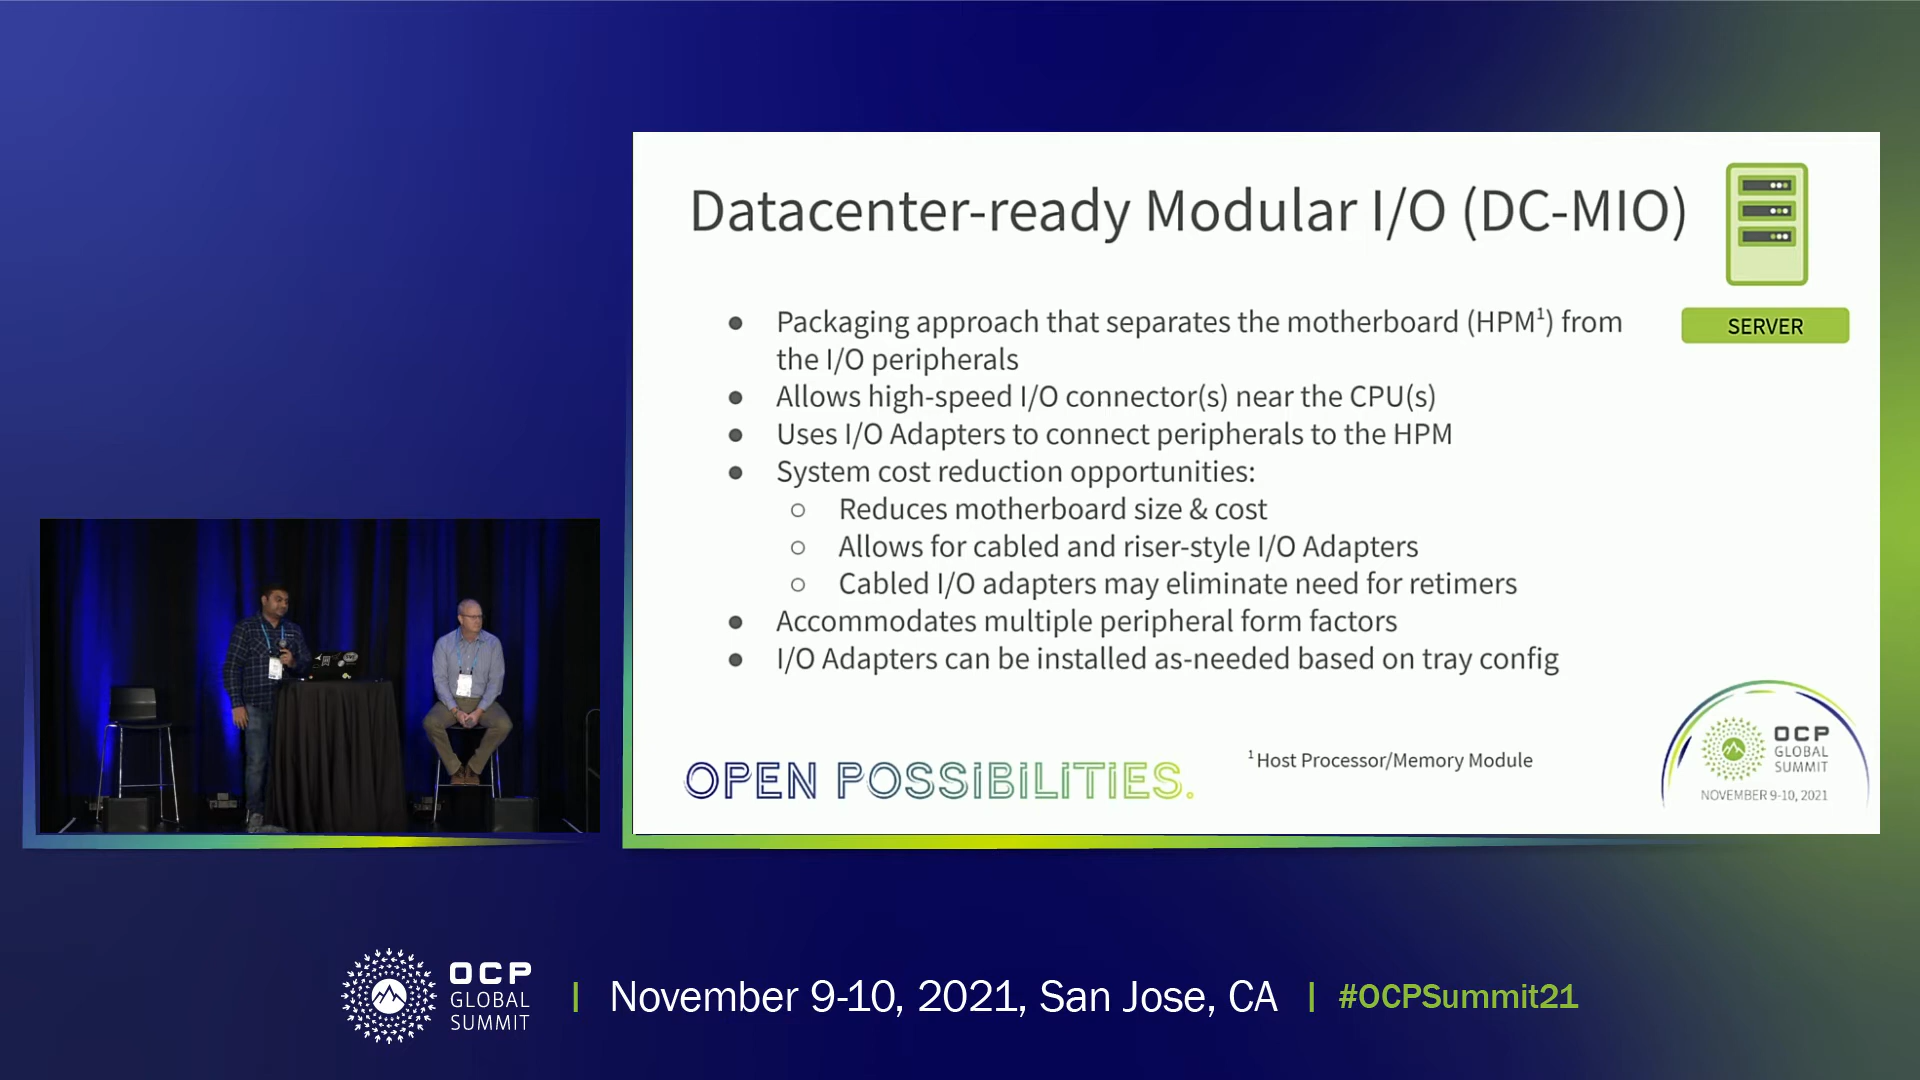 Datacenter-ready Modular I/O (DC-MIO)
SERVER
● Packaging approach that separates the motherboard (HPM¹) from
the I/O peripherals
● Allows high-speed I/O connector(s) near the CPU(s)
● Uses I/O Adapters to connect peripherals to the HPM
● System cost reduction opportunities:
○ Reduces motherboard size & cost
○ Allows for cabled and riser-style I/O Adapters
○ Cabled I/O adapters may eliminate need for retimers
● Accommodates multiple peripheral form factors
● I/O Adapters can be installed as-needed based on tray config
¹ Host Processor/Memory Module
OPEN POSSIBILITIES.
OCP
GLOBAL
SUMMIT
NOVEMBER 9-10, 2021
OCP
GLOBAL
SUMMIT
| November 9-10, 2021, San Jose, CA | #OCPSummit21